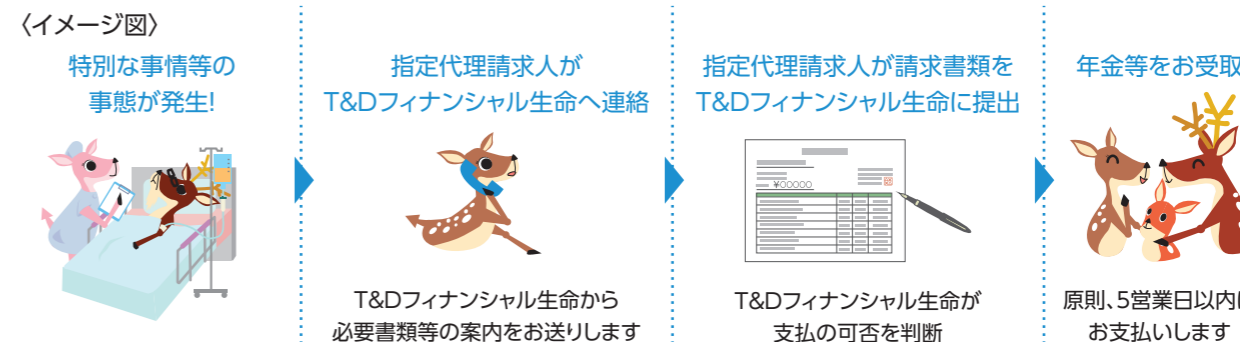 〈イメージ図〉
特別な事情等の
事態が発生!
指定代理請求人が
T&Dフィナンシャル生命へ連絡
T&Dフィナンシャル生命から
必要書類等の案内をお送りします
指定代理請求人が請求書類を
T&Dフィナンシャル生命に提出
¥00000
T&Dフィナンシャル生命が
支払の可否を判断
年金等をお受取
原則、5営業日以内に
お支払いします